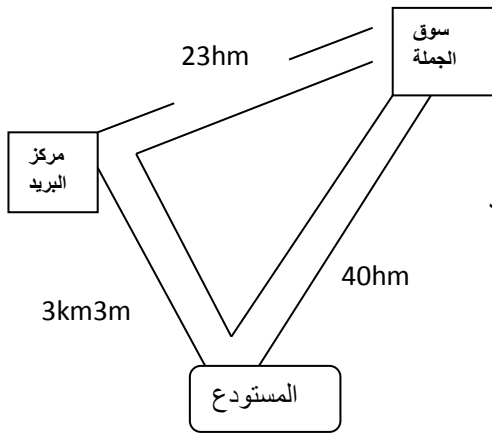 سوق
الجملة
23hm
مركز
البريد
40hm
3km3m
المستودع